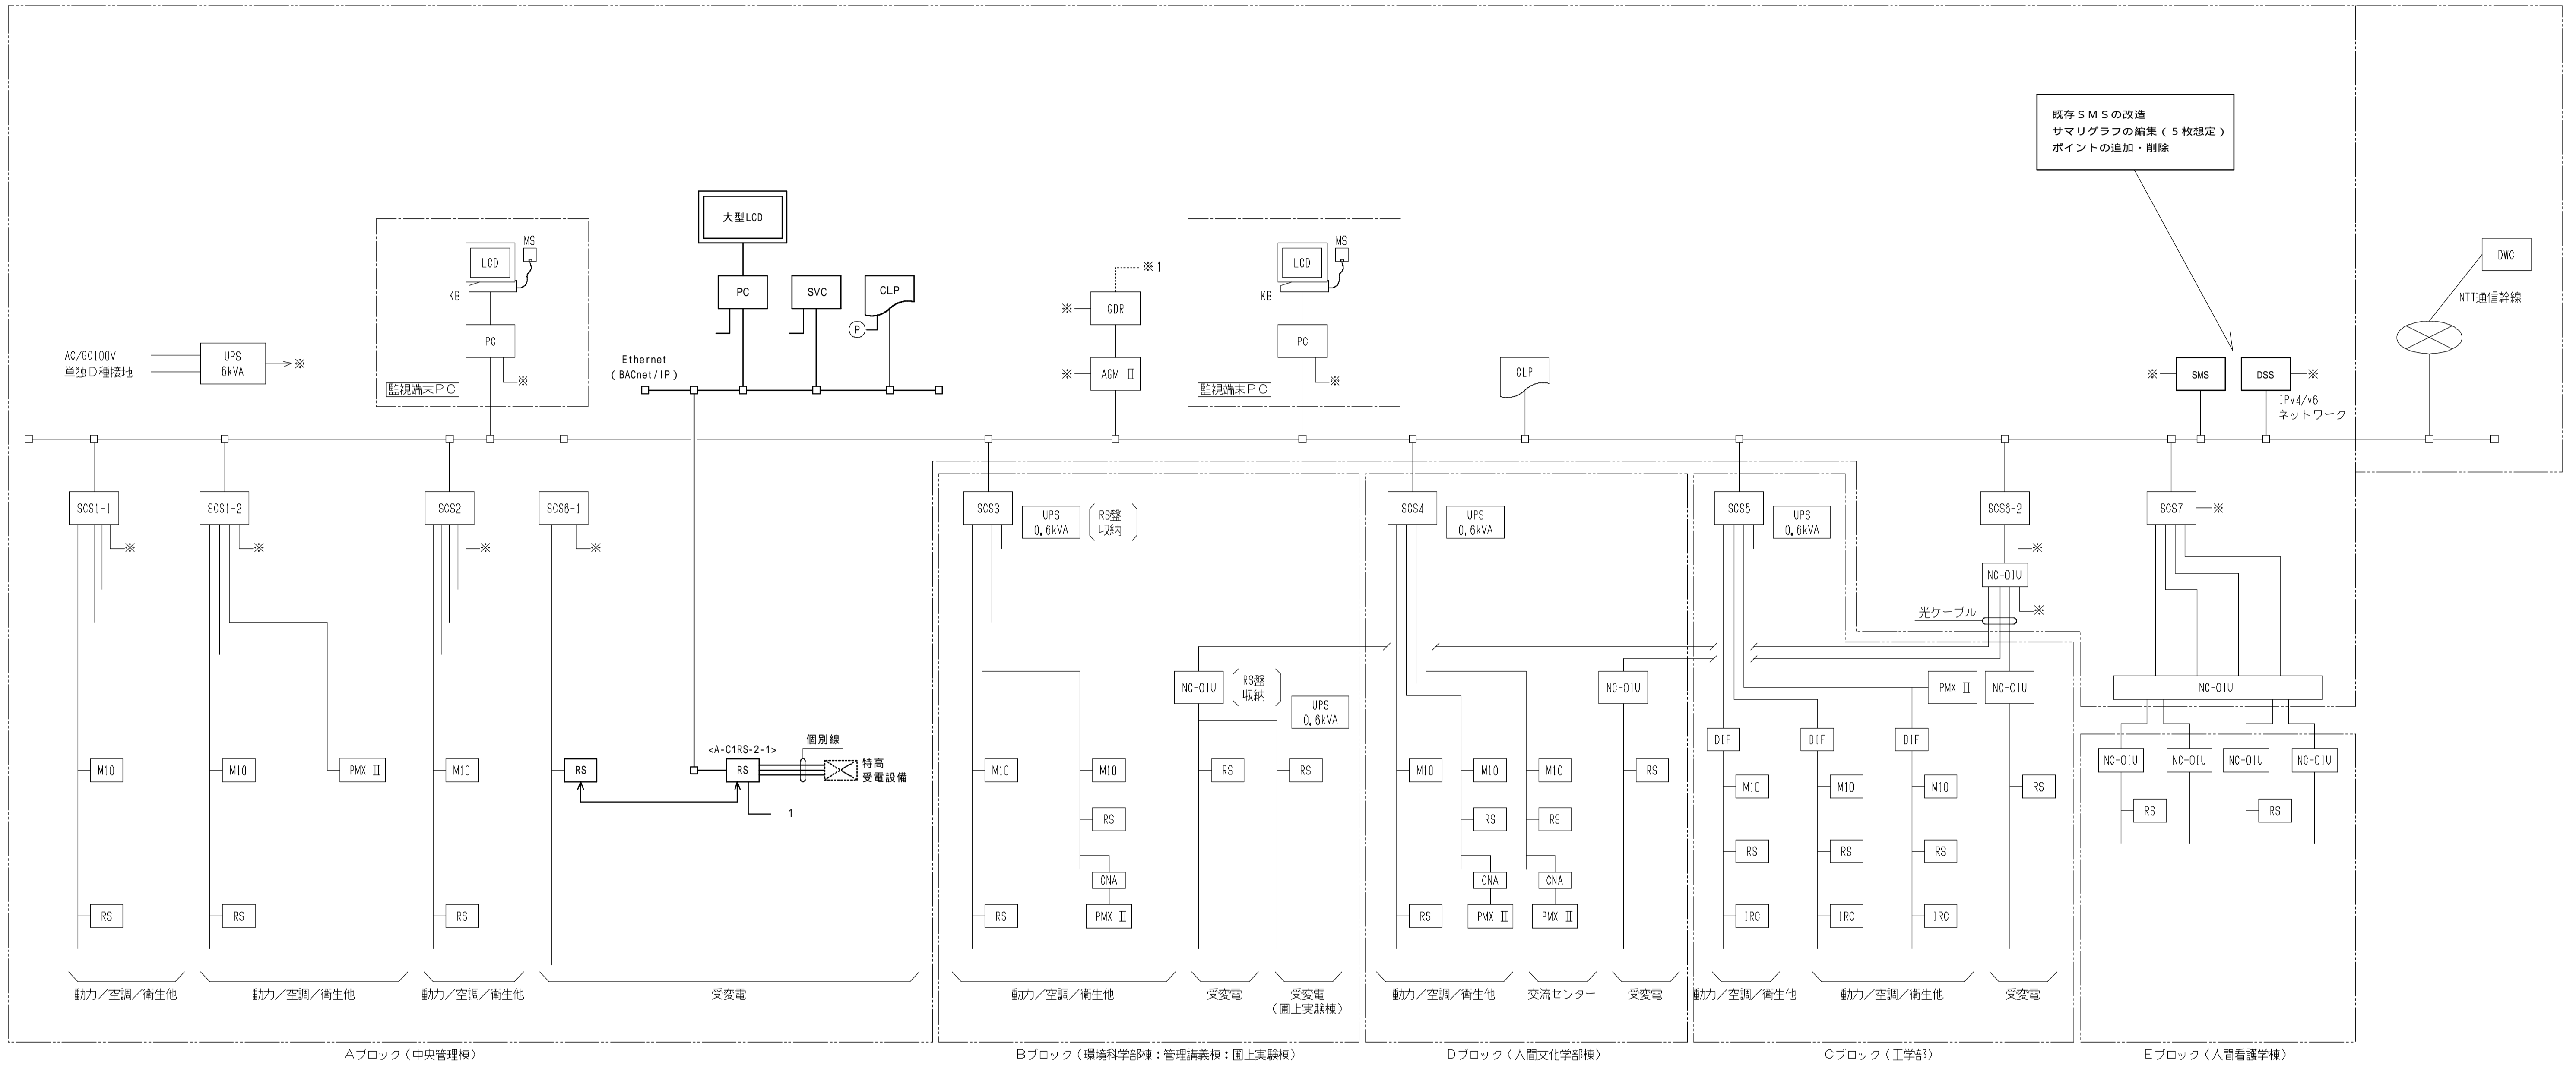 既存ＳＭＳの改造
サマリグラフの編集（５枚想定）
ポイントの追加・削除
大型LCD
MS
LCD
KB
PC
※
監視端末ＰＣ
PC
SVC
CLP
P
Ethernet
（BACnet/IP）
AC/GC100V
単独Ｄ種接地
UPS
6kVA
※
※1
※
GDR
※
AGM Ⅱ
MS
LCD
KB
PC
※
監視端末ＰＣ
CLP
※
SMS
DSS
※
IPv4/v6
ネットワーク
DWC
NTT通信幹線
SCS1-1
※
SCS1-2
※
SCS2
※
SCS6-1
※
SCS3
UPS
0.6kVA
RS盤
収納
SCS4
UPS
0.6kVA
SCS5
UPS
0.6kVA
SCS6-2
※
NC-OIU
※
光ケーブル
SCS7
※
NC-OIU
RS盤
収納
UPS
0.6kVA
NC-OIU
PMX Ⅱ
NC-OIU
NC-OIU
DIF
DIF
DIF
<A-C1RS-2-1>
個別線
特高
受電設備
M10
M10
PMX Ⅱ
M10
RS
RS
1
M10
M10
RS
RS
M10
M10
M10
RS
NC-OIU
NC-OIU
NC-OIU
NC-OIU
M10
M10
M10
RS
RS
RS
RS
RS
RS
RS
RS
RS
CNA
CNA
CNA
RS
RS
RS
RS
PMX Ⅱ
RS
PMX Ⅱ
PMX Ⅱ
IRC
IRC
IRC
動力／空調／衛生他
動力／空調／衛生他
動力／空調／衛生他
受変電
動力／空調／衛生他
受変電
受変電
（圃上実験棟）
動力／空調／衛生他
交流センター
受変電
動力／空調／衛生他
動力／空調／衛生他
受変電
Ａブロック（中央管理棟）
Ｂブロック（環境科学部棟：管理講義棟：圃上実験棟）
Ｄブロック（人間文化学部棟）
Ｃブロック（工学部）
Ｅブロック（人間看護学棟）